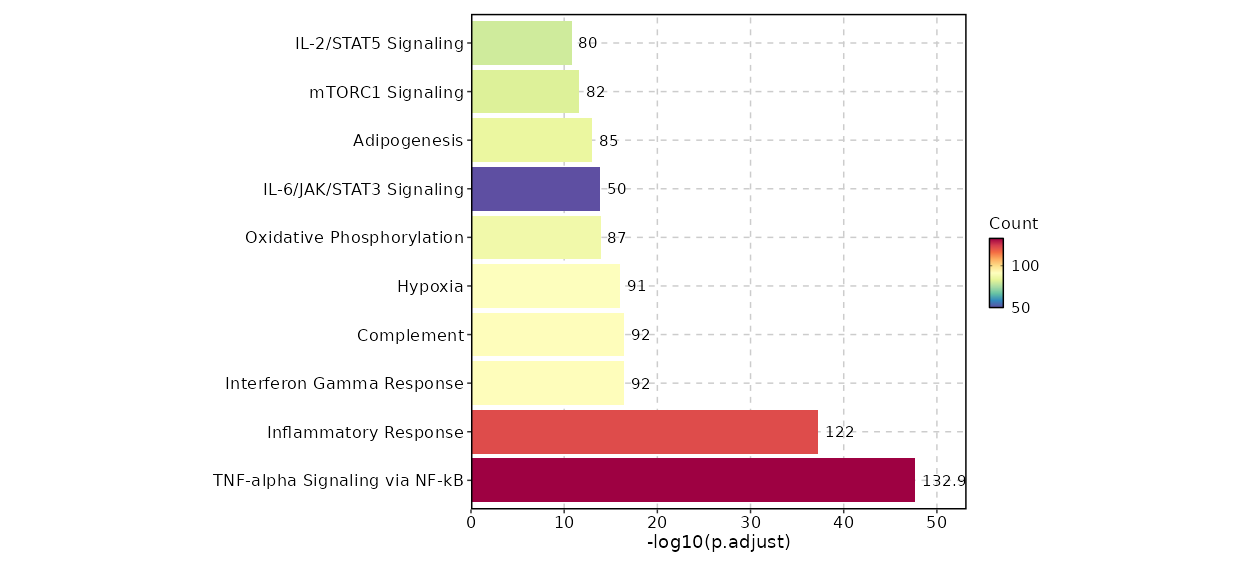 IL-2/STAT5 Signaling 80
mTORC1 Signaling 82
Adipogenesis 85
IL-6/JAK/STAT3 Signaling 50
Oxidative Phosphorylation 87
Hypoxia 91
Complement 92
Interferon Gamma Response 92
Inflammatory Response 122
TNF-alpha Signaling via NF-kB 132.9
0 10 20 30 40 50
-log10(p.adjust)
Count
100
50